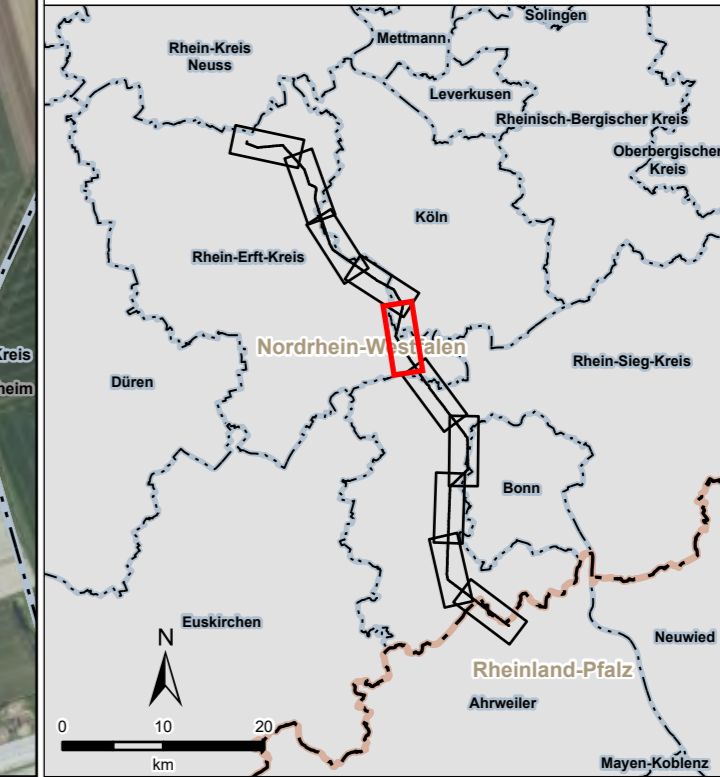 Solingen
Mettmann
Rhein-Kreis
Neuss
Leverkusen
Rheinisch-Bergischer Kreis
Oberbergischer
Kreis
Köln
Rhein-Erft-Kreis
Nordrhein-Westfalen
Kreis
heim
Düren
Rhein-Sieg-Kreis
Bonn
Euskirchen
N
Neuwied
Rheinland-Pfalz
Ahrweiler
0 10 20
km
Mayen-Koblenz